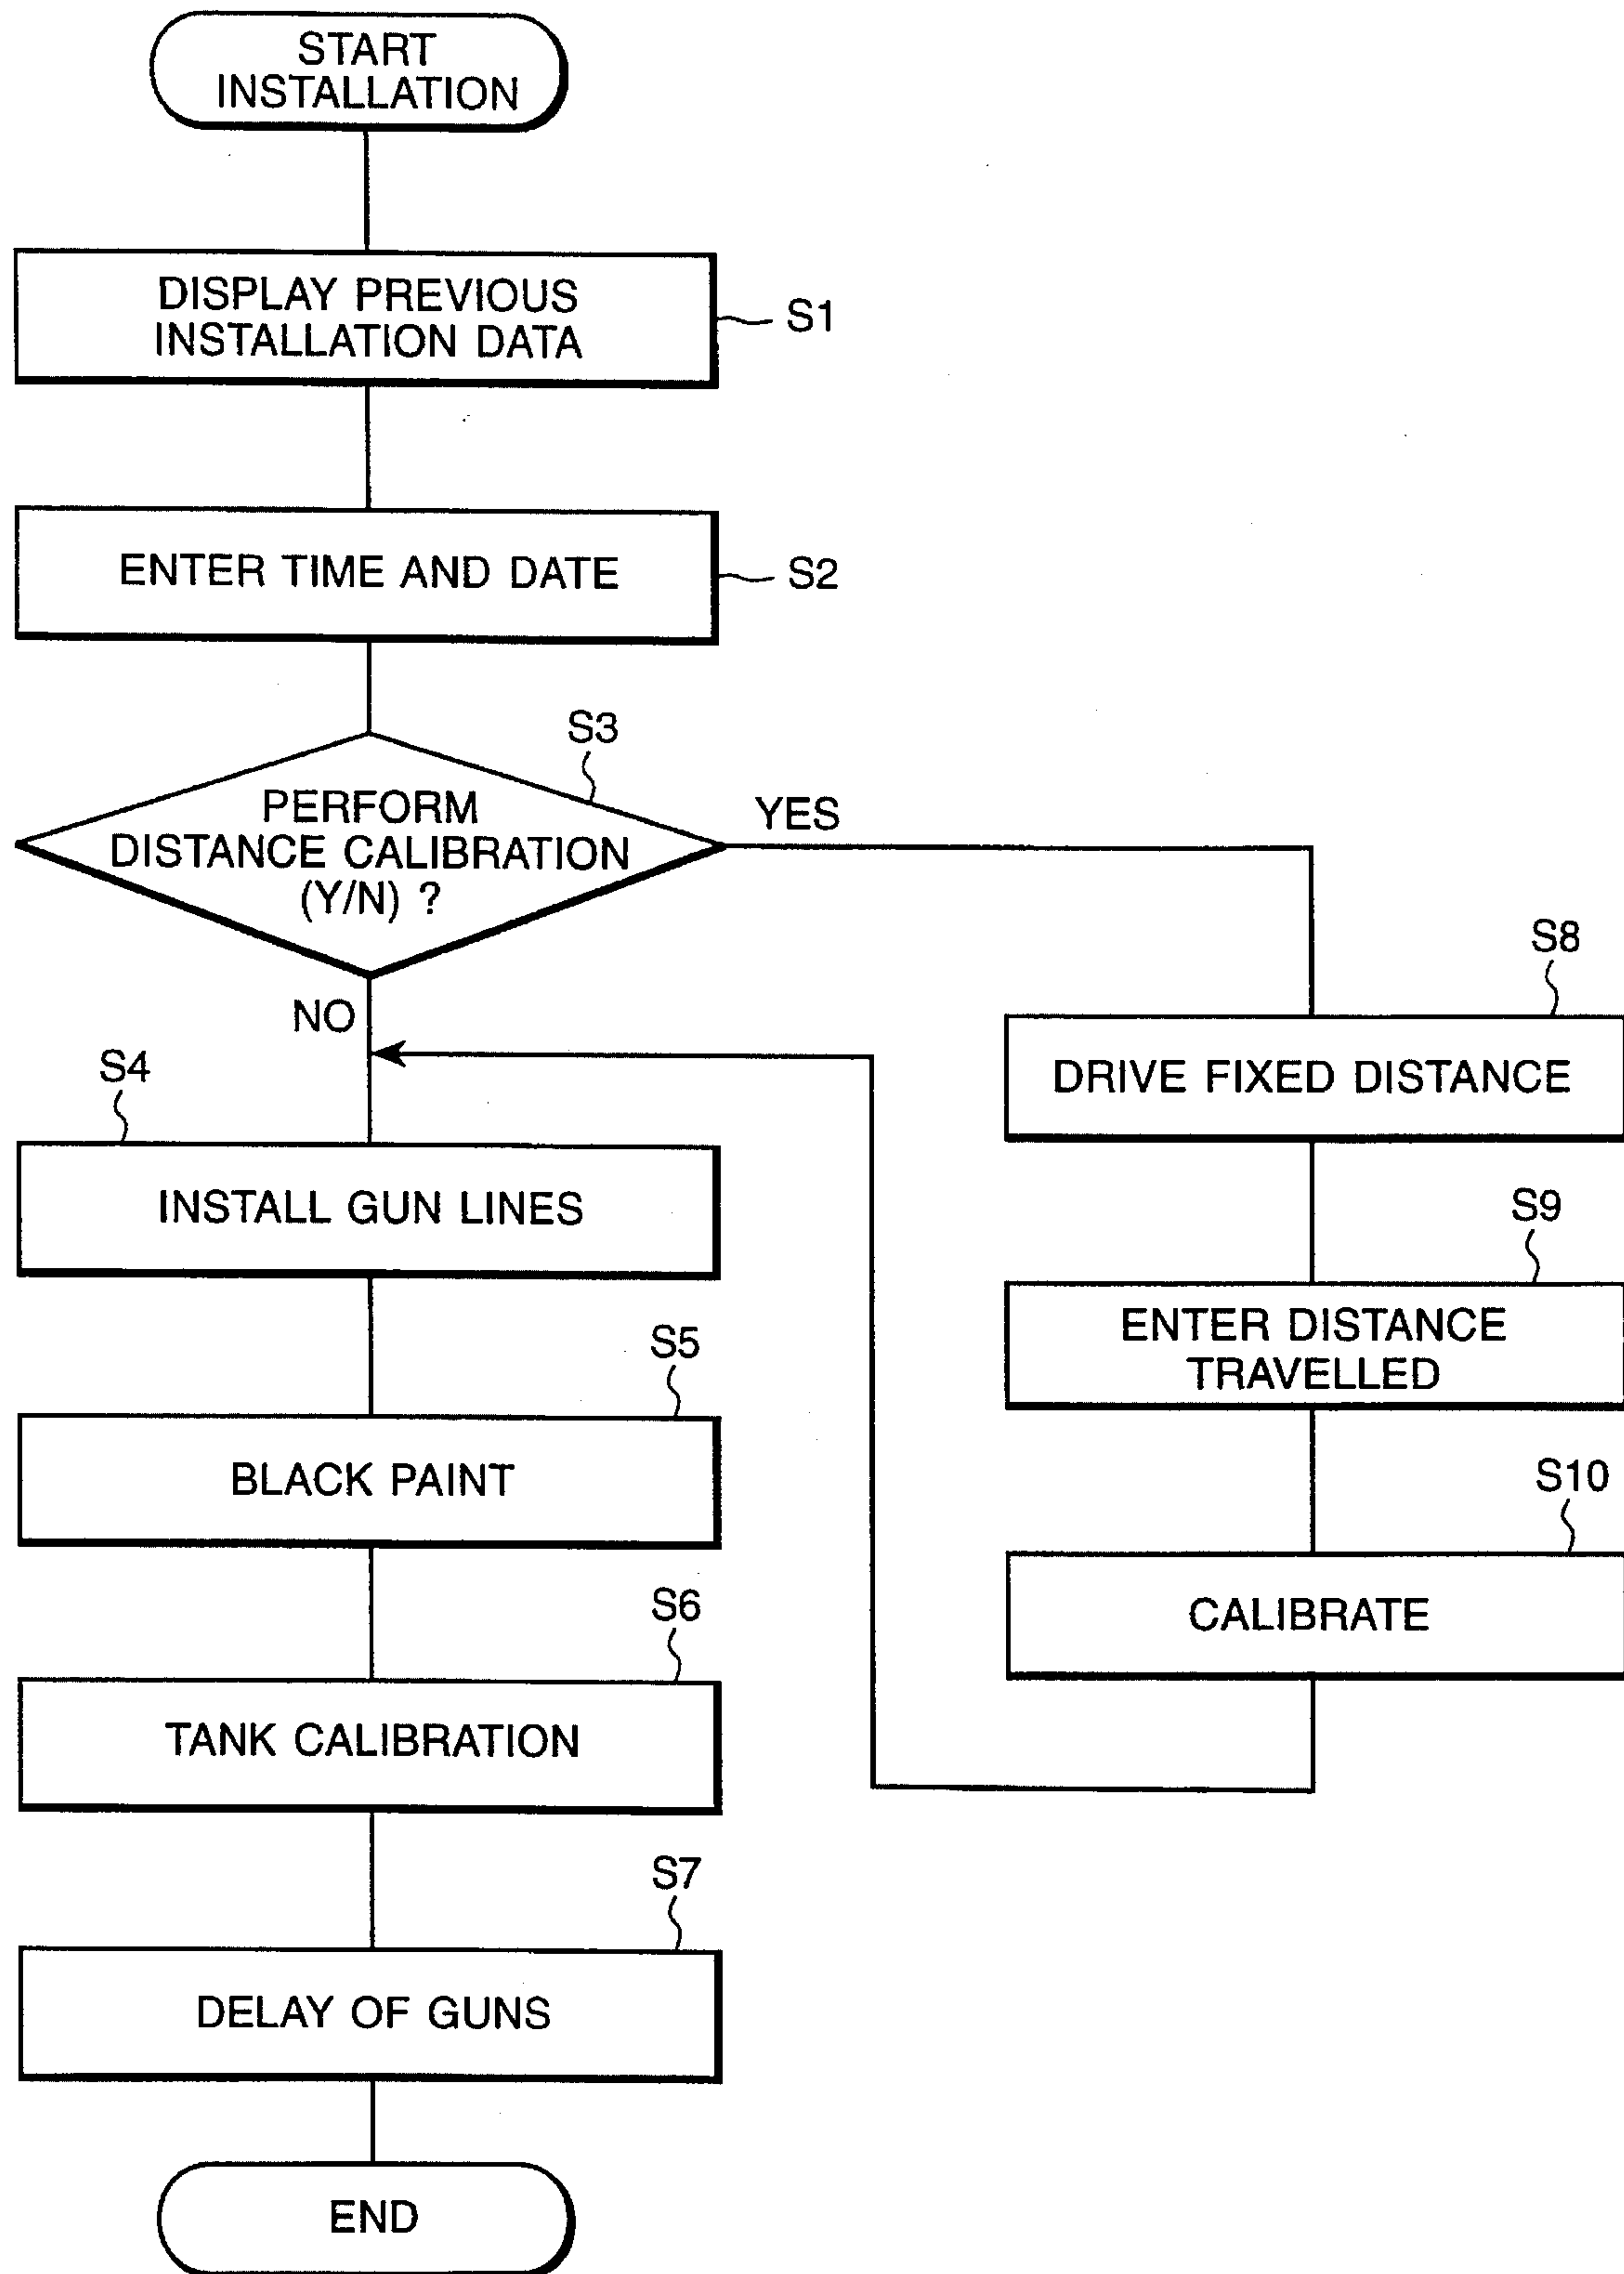 START
INSTALLATION
DISPLAY PREVIOUS
INSTALLATION DATA
S1
ENTER TIME AND DATE
S2
S3
PERFORM
DISTANCE CALIBRATION
(Y/N) ?
YES
NO
S4
INSTALL GUN LINES
S5
BLACK PAINT
S6
TANK CALIBRATION
S7
DELAY OF GUNS
END
S8
DRIVE FIXED DISTANCE
S9
ENTER DISTANCE
TRAVELLED
S10
CALIBRATE